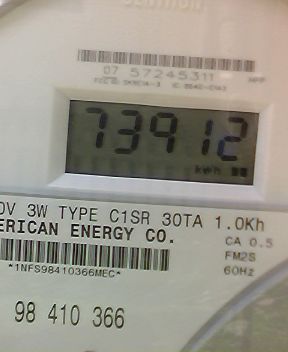 CENTRON
07 57245311
73912
kwh
0V 3W TYPE C1SR 30TA 1.0Kh
ERICAN ENERGY CO.
CA 0.5
FM2S
60Hz
*1NFS98410366MEC*
98 410 366